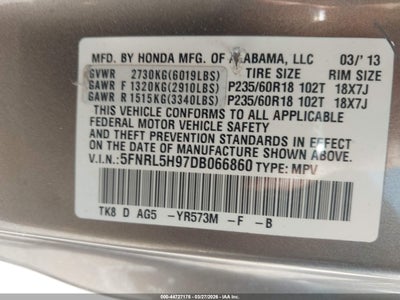 MFD. BY HONDA MFG. OF ALABAMA, LLC 03/'13
GVWR 2730KG(6019LBS) TIRE SIZE RIM SIZE
GAWR F 1320KG(2910LBS) P235/60R18 102T 18X7J
GAWR R 1515KG(3340LBS) P235/60R18 102T 18X7J
THIS VEHICLE CONFORMS TO ALL APPLICABLE
FEDERAL MOTOR VEHICLE SAFETY
AND THEFT PREVENTION STANDARDS IN EFFECT ON THE
DATE OF MANUFACTURE SHOWN ABOVE.
V.I.N.: 5FNRL5H97DB066860 TYPE: MPV
TK8 D AG5 -YR573M -F -B
000-44727176 - 03/27/2026 - © IAA, LLC